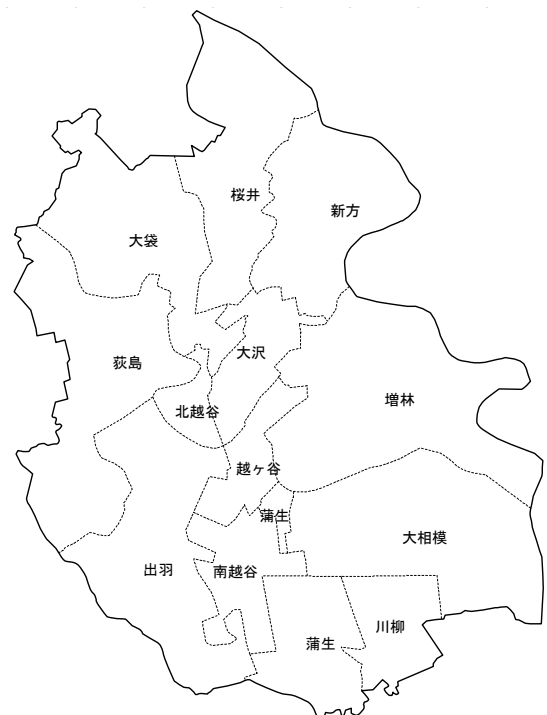 桜井
新方
大袋
大沢
荻島
増林
北越谷
越ヶ谷
蒲生
大相模
出羽
南越谷
川柳
蒲生